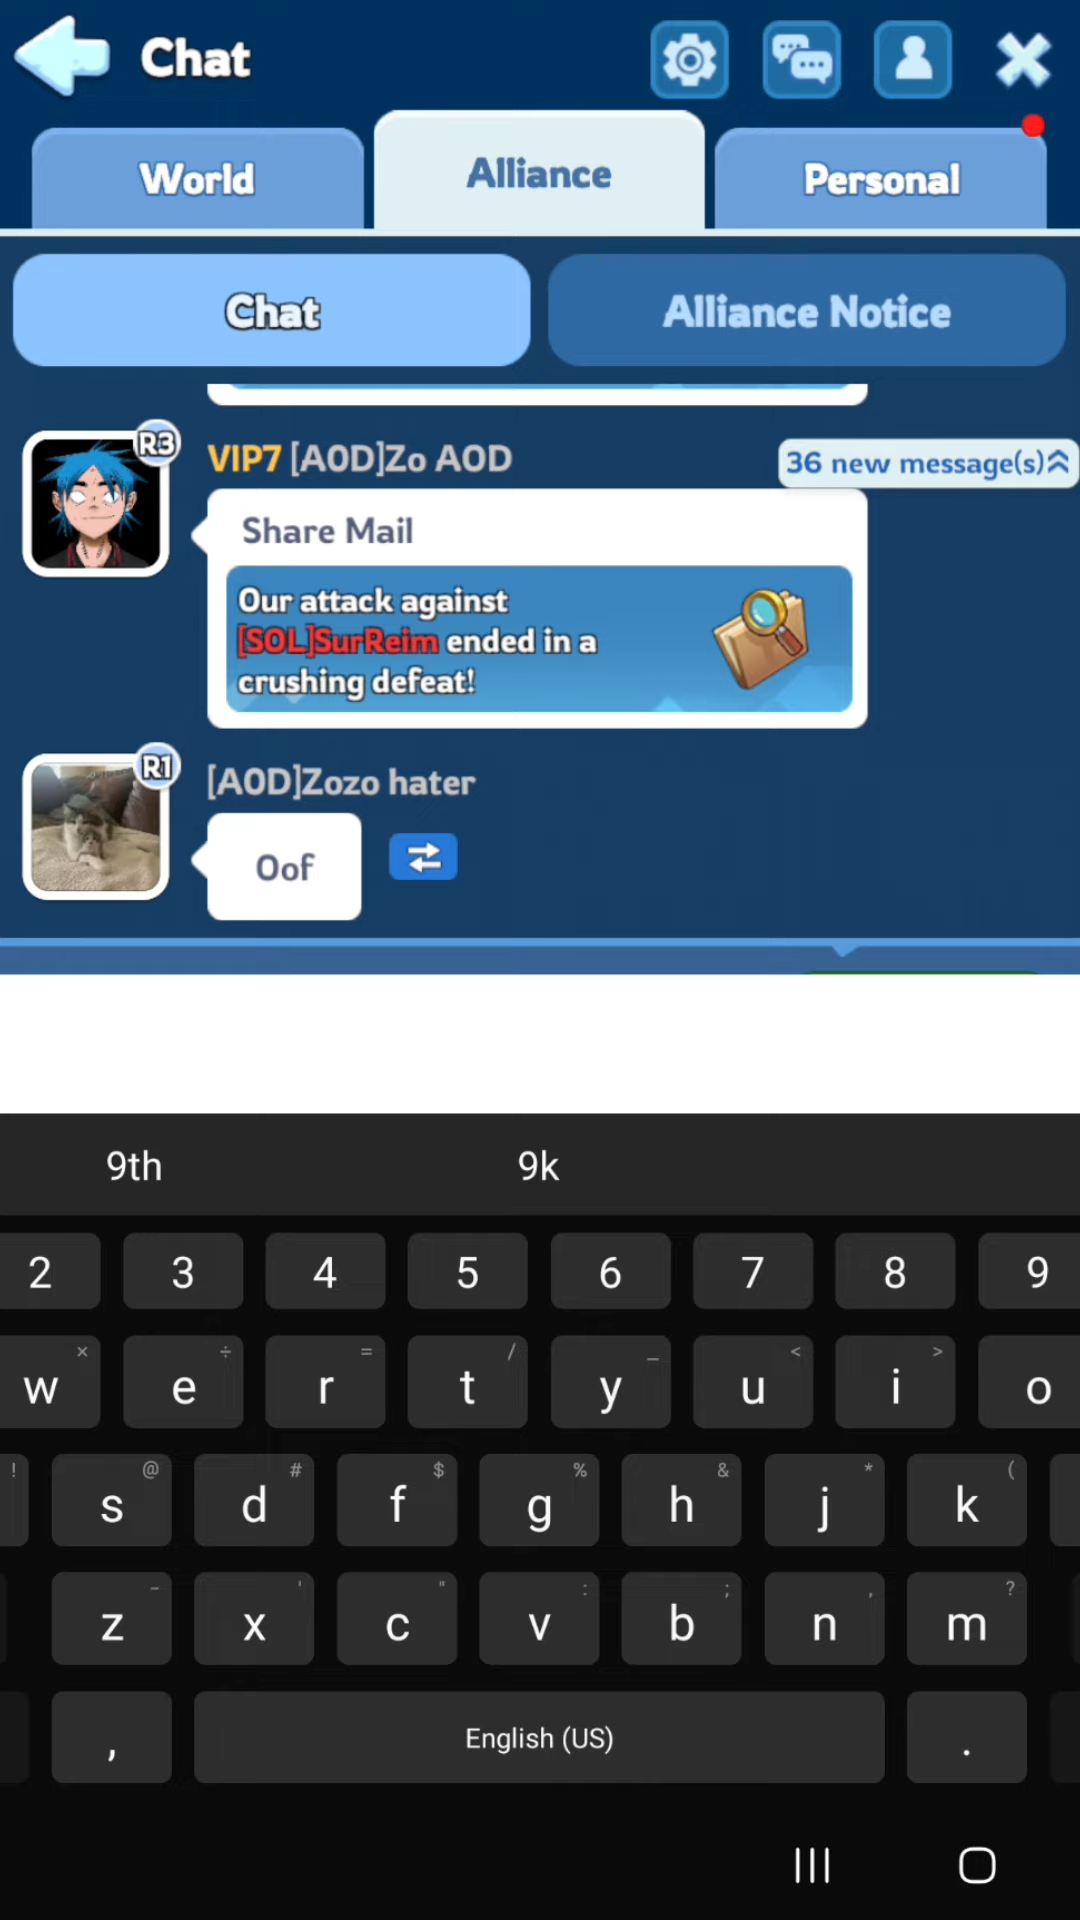 Chat
World
Alliance
Personal
Chat
Alliance Notice
R3
VIP7 [AOD]Zo AOD
36 new message(s)
Share Mail
Our attack against
[SOL]SurReim ended in a
crushing defeat!
R1
[AOD]Zozo hater
Oof
9th 9k
2 3 4 5 6 7 8 9
× ÷ = / _ < >
w e r t y u i o
! @ # $ % & * (
s d f g h j k
- ' " : ; , ?
z x c v b n m
, English (US) .